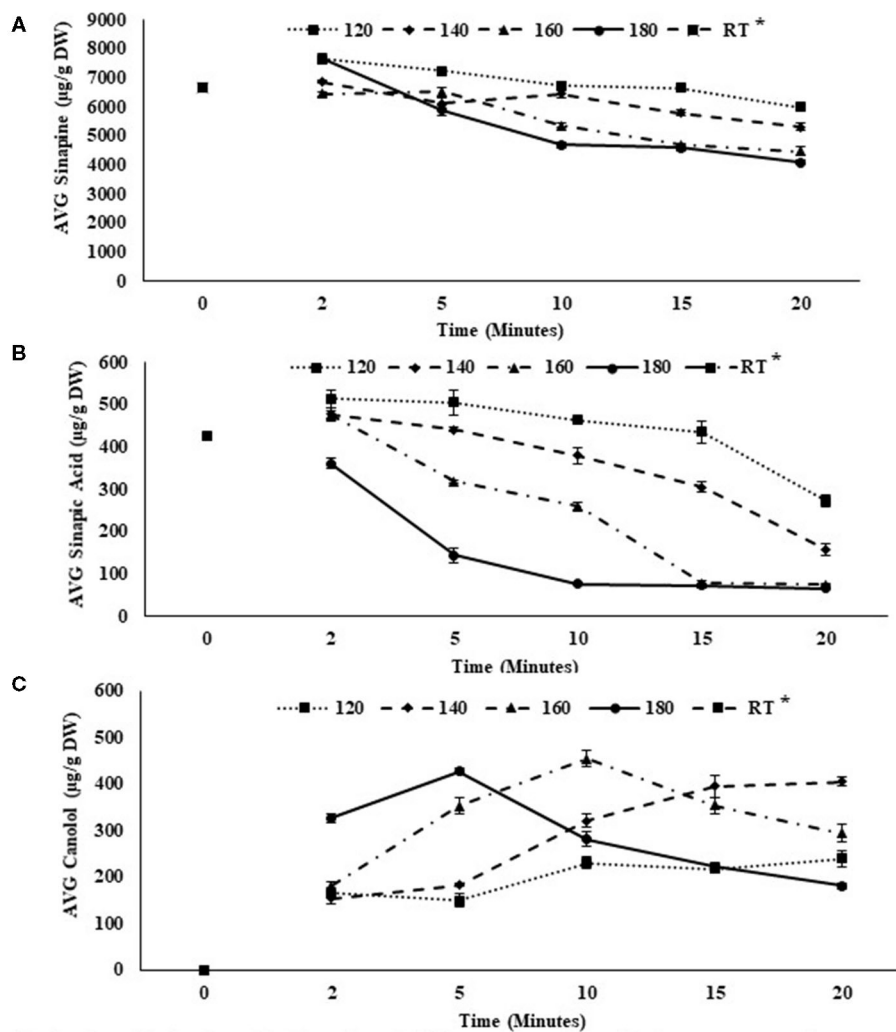 A
120 140 160 180 RT *
AVG Sinapine (µg/g DW)
9000
8000
7000
6000
5000
4000
3000
2000
1000
0
0 2 5 10 15 20
Time (Minutes)
B
120 140 160 180 RT *
AVG Sinapic Acid (µg/g DW)
600
500
400
300
200
100
0
0 2 5 10 15 20
Time (Minutes)
C
120 140 160 180 RT *
AVG Canolol (µg/g DW)
600
500
400
300
200
100
0
0 2 5 10 15 20
Time (Minutes)